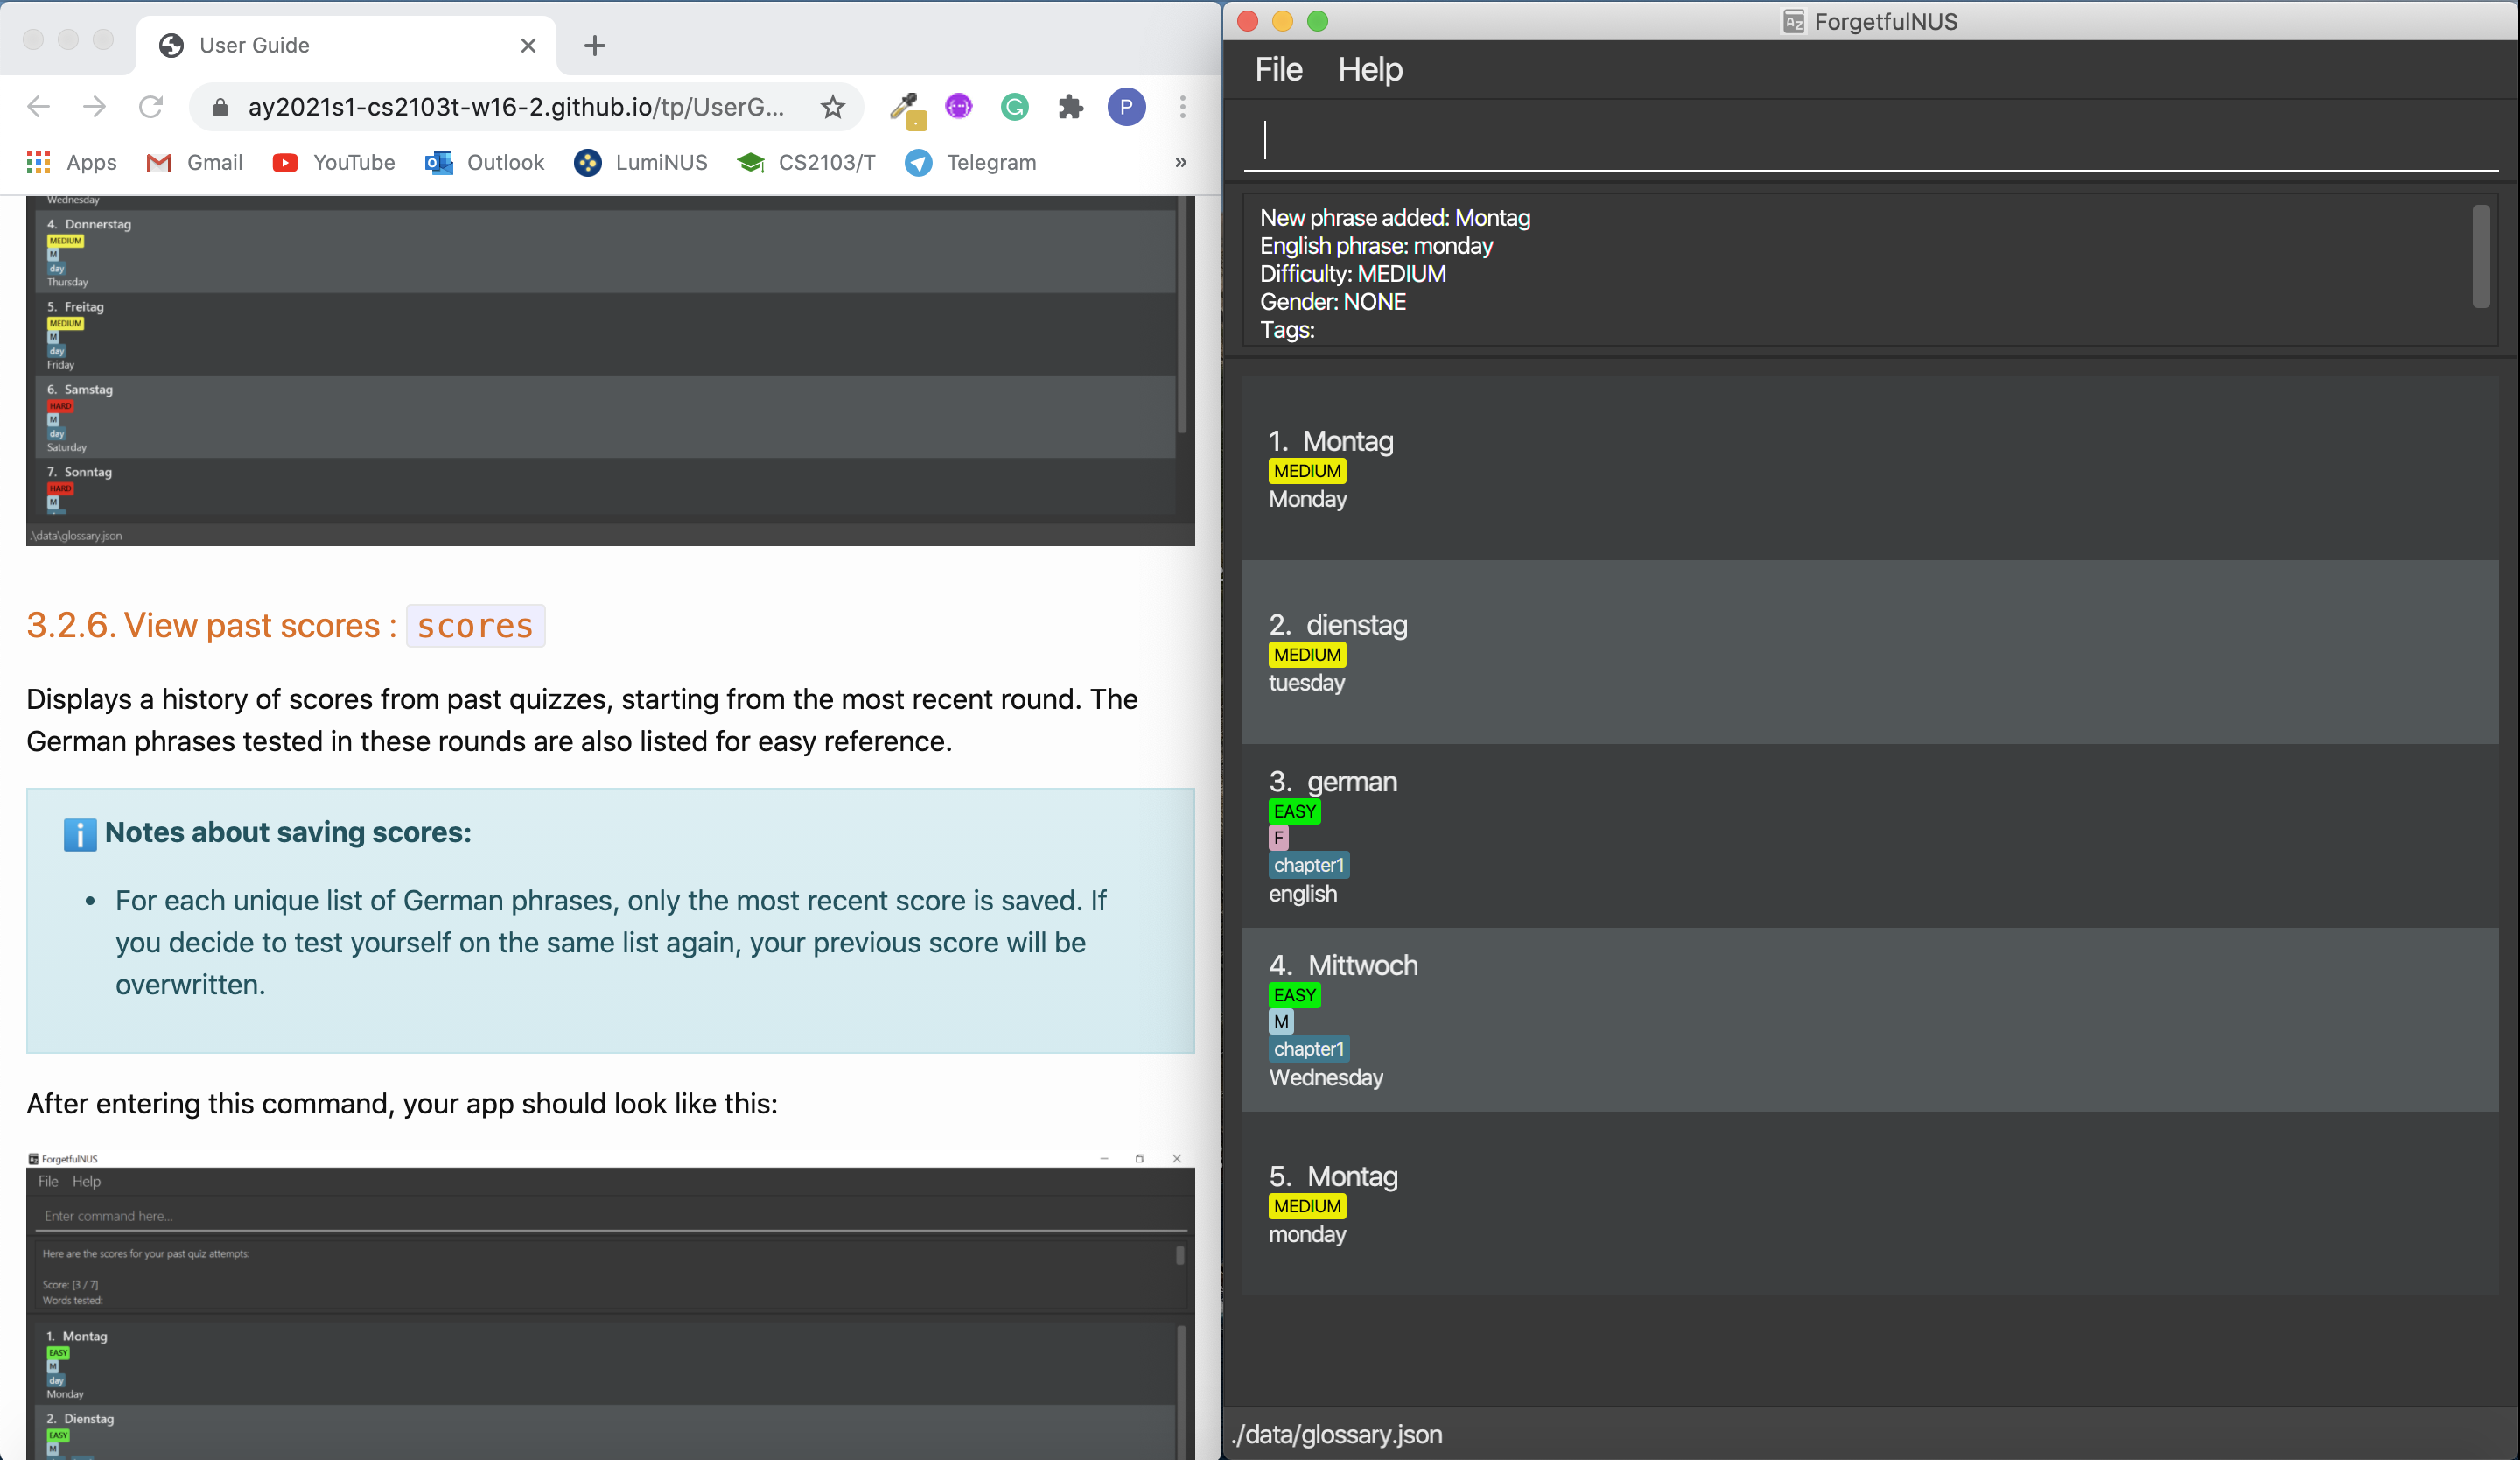 User Guide
ay2021s1-cs2103t-w16-2.github.io/tp/UserG...
P
Apps
Gmail
YouTube
Outlook
LumiNUS
CS2103/T
Telegram
»
Wednesday
4. Donnerstag
MEDIUM
M
day
Thursday
5. Freitag
MEDIUM
M
day
Friday
6. Samstag
HARD
M
day
Saturday
7. Sonntag
HARD
M
.\data\glossary.json
3.2.6. View past scores : scores
Displays a history of scores from past quizzes, starting from the most recent round. The
German phrases tested in these rounds are also listed for easy reference.
Notes about saving scores:
• For each unique list of German phrases, only the most recent score is saved. If
you decide to test yourself on the same list again, your previous score will be
overwritten.
After entering this command, your app should look like this:
ForgetfulNUS
File Help
Enter command here...
Here are the scores for your past quiz attempts:
Score: [3 / 7]
Words tested:
1. Montag
EASY
M
day
Monday
2. Dienstag
EASY
M
ForgetfulNUS
File Help
New phrase added: Montag
English phrase: monday
Difficulty: MEDIUM
Gender: NONE
Tags:
1. Montag
MEDIUM
Monday
2. dienstag
MEDIUM
tuesday
3. german
EASY
F
chapter1
english
4. Mittwoch
EASY
M
chapter1
Wednesday
5. Montag
MEDIUM
monday
./data/glossary.json